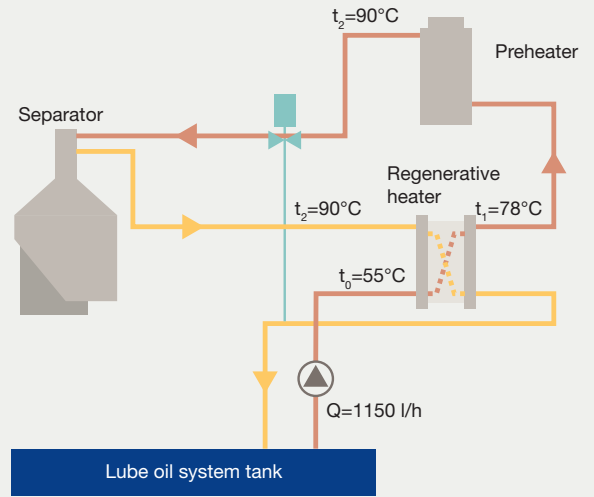 t₂=90°C
Preheater
Separator
Regenerative
heater
t₂=90°C
t₁=78°C
t₀=55°C
Q=1150 l/h
Lube oil system tank